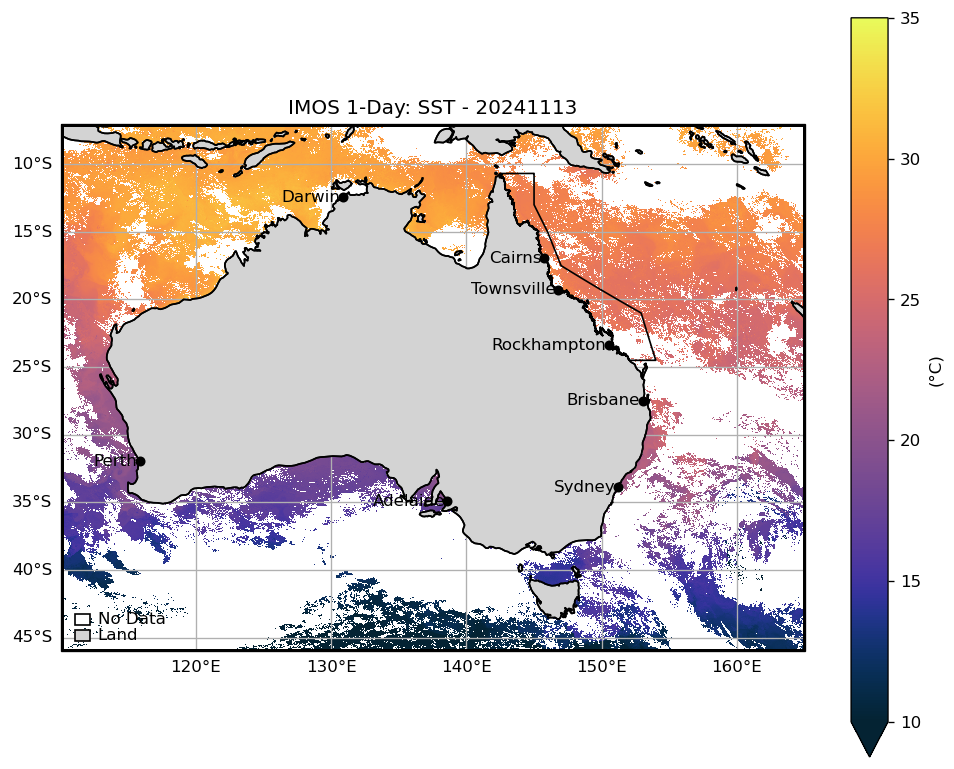 IMOS 1-Day: SST - 20241113
35
30
25
20
15
10
(°C)
10°S
15°S
20°S
25°S
30°S
35°S
40°S
45°S
120°E
130°E
140°E
150°E
160°E
Darwin
Cairns
Townsville
Rockhampton
Brisbane
Perth
Sydney
Adelaide
No Data
Land